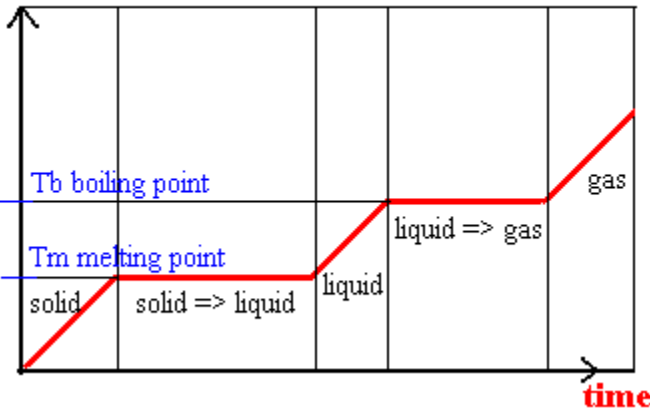 Tb boiling point
gas
liquid => gas
Tm melting point
liquid
solid
solid => liquid
time